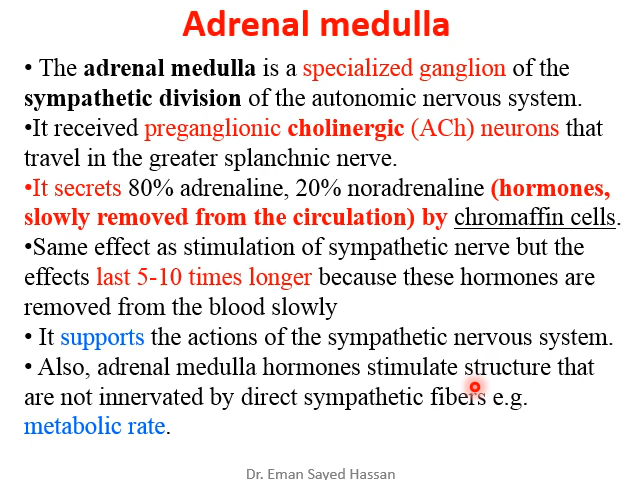 Adrenal medulla
• The adrenal medulla is a specialized ganglion of the
sympathetic division of the autonomic nervous system.
•It received preganglionic cholinergic (ACh) neurons that
travel in the greater splanchnic nerve.
•It secrets 80% adrenaline, 20% noradrenaline (hormones,
slowly removed from the circulation) by chromaffin cells.
•Same effect as stimulation of sympathetic nerve but the
effects last 5-10 times longer because these hormones are
removed from the blood slowly
• It supports the actions of the sympathetic nervous system.
• Also, adrenal medulla hormones stimulate structure that
are not innervated by direct sympathetic fibers e.g.
metabolic rate.
Dr. Eman Sayed Hassan